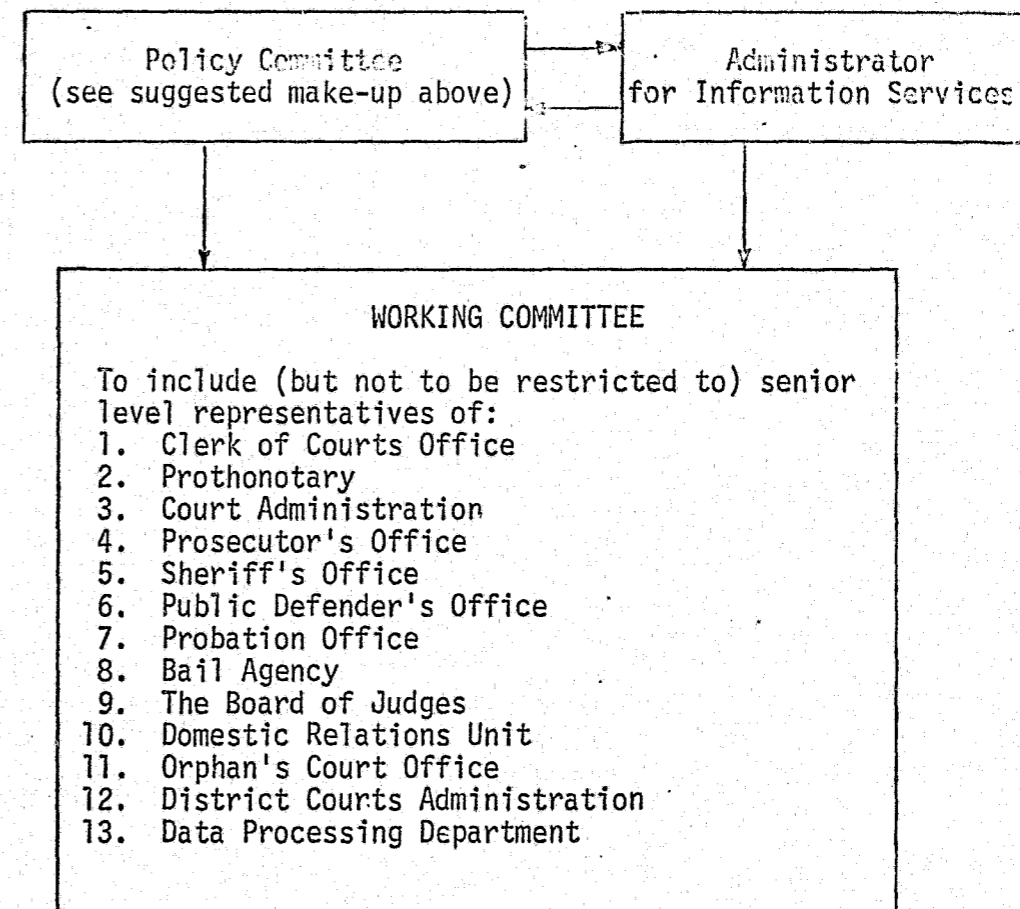 Policy Committee
(see suggested make-up above)
Administrator
for Information Services
WORKING COMMITTEE
To include (but not to be restricted to) senior
level representatives of:
1. Clerk of Courts Office
2. Prothonotary
3. Court Administration
4. Prosecutor's Office
5. Sheriff's Office
6. Public Defender's Office
7. Probation Office
8. Bail Agency
9. The Board of Judges
10. Domestic Relations Unit
11. Orphan's Court Office
12. District Courts Administration
13. Data Processing Department